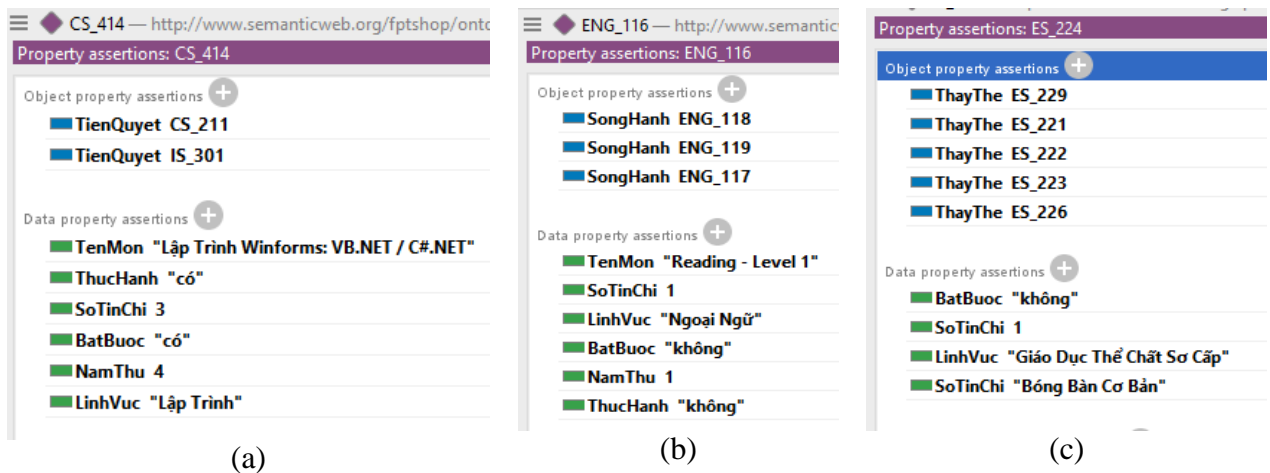 CS_414 — http://www.semanticweb.org/fptshop/onto
Property assertions: CS_414
Object property assertions
TienQuyet CS_211
TienQuyet IS_301
Data property assertions
TenMon "Lập Trình Winforms: VB.NET / C#.NET"
ThucHanh "có"
SoTinChi 3
BatBuoc "có"
NamThu 4
LinhVuc "Lập Trình"
(a)
ENG_116 — http://www.semantic
Property assertions: ENG_116
Object property assertions
SongHanh ENG_118
SongHanh ENG_119
SongHanh ENG_117
Data property assertions
TenMon "Reading - Level 1"
SoTinChi 1
LinhVuc "Ngoại Ngữ"
BatBuoc "không"
NamThu 1
ThucHanh "không"
(b)
Property assertions: ES_224
Object property assertions
ThayThe ES_229
ThayThe ES_221
ThayThe ES_222
ThayThe ES_223
ThayThe ES_226
Data property assertions
BatBuoc "không"
SoTinChi 1
LinhVuc "Giáo Dục Thể Chất Sơ Cấp"
SoTinChi "Bóng Bàn Cơ Bản"
(c)